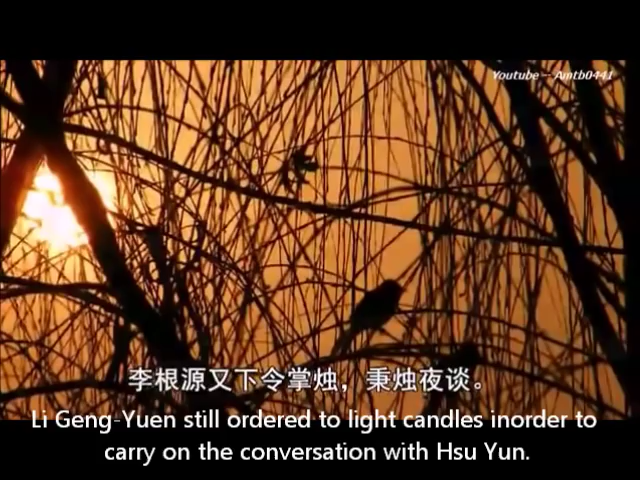 Youtube -- Amtb0441
李根源又下令掌烛，秉烛夜谈。
Li Geng-Yuen still ordered to light candles inorder to
carry on the conversation with Hsu Yun.